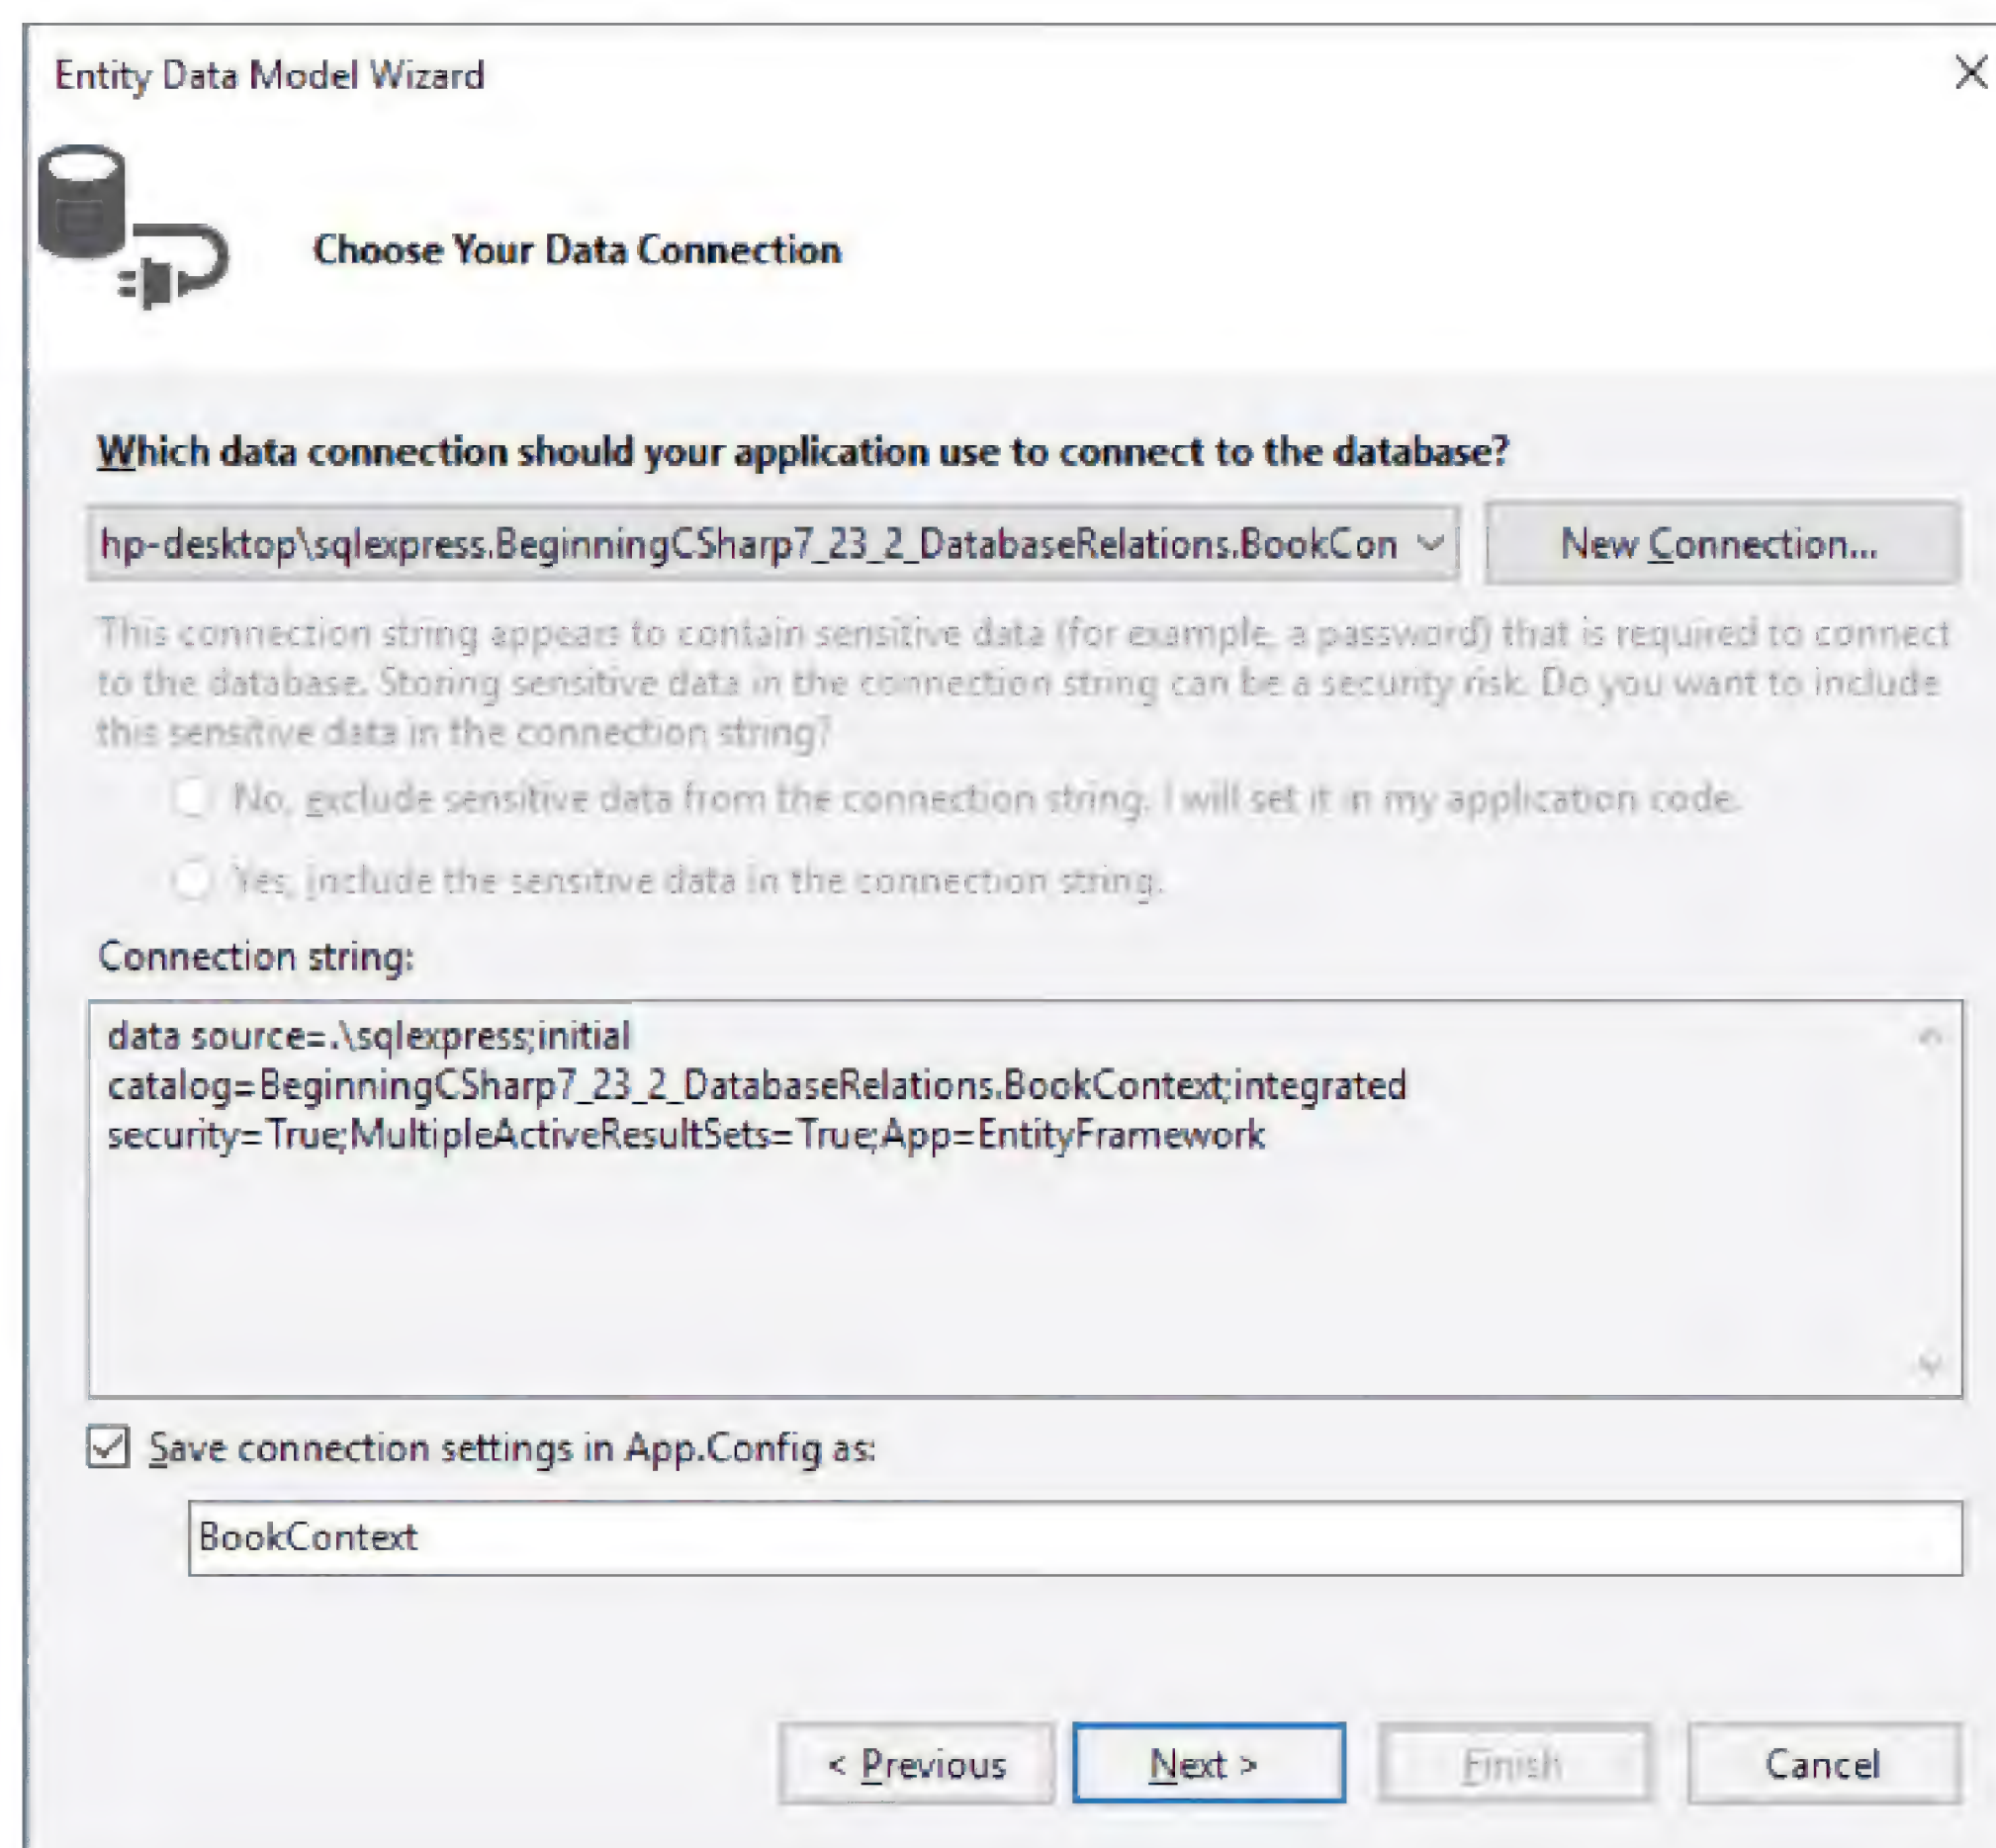 Entity Data Model Wizard
Choose Your Data Connection
Which data connection should your application use to connect to the database?
hp-desktop\sqlexpress.BeginningCSharp7_23_2_DatabaseRelations.BookCon
New Connection...
This connection string appears to contain sensitive data (for example, a password) that is required to connect
to the database. Storing sensitive data in the connection string can be a security risk. Do you want to include
this sensitive data in the connection string?
No, exclude sensitive data from the connection string. I will set it in my application code.
Yes, include the sensitive data in the connection string.
Connection string:
data source=.\sqlexpress;initial
catalog=BeginningCSharp7_23_2_DatabaseRelations.BookContext;integrated
security=True;MultipleActiveResultSets=True;App=EntityFramework
Save connection settings in App.Config as:
BookContext
< Previous
Next >
Finish
Cancel